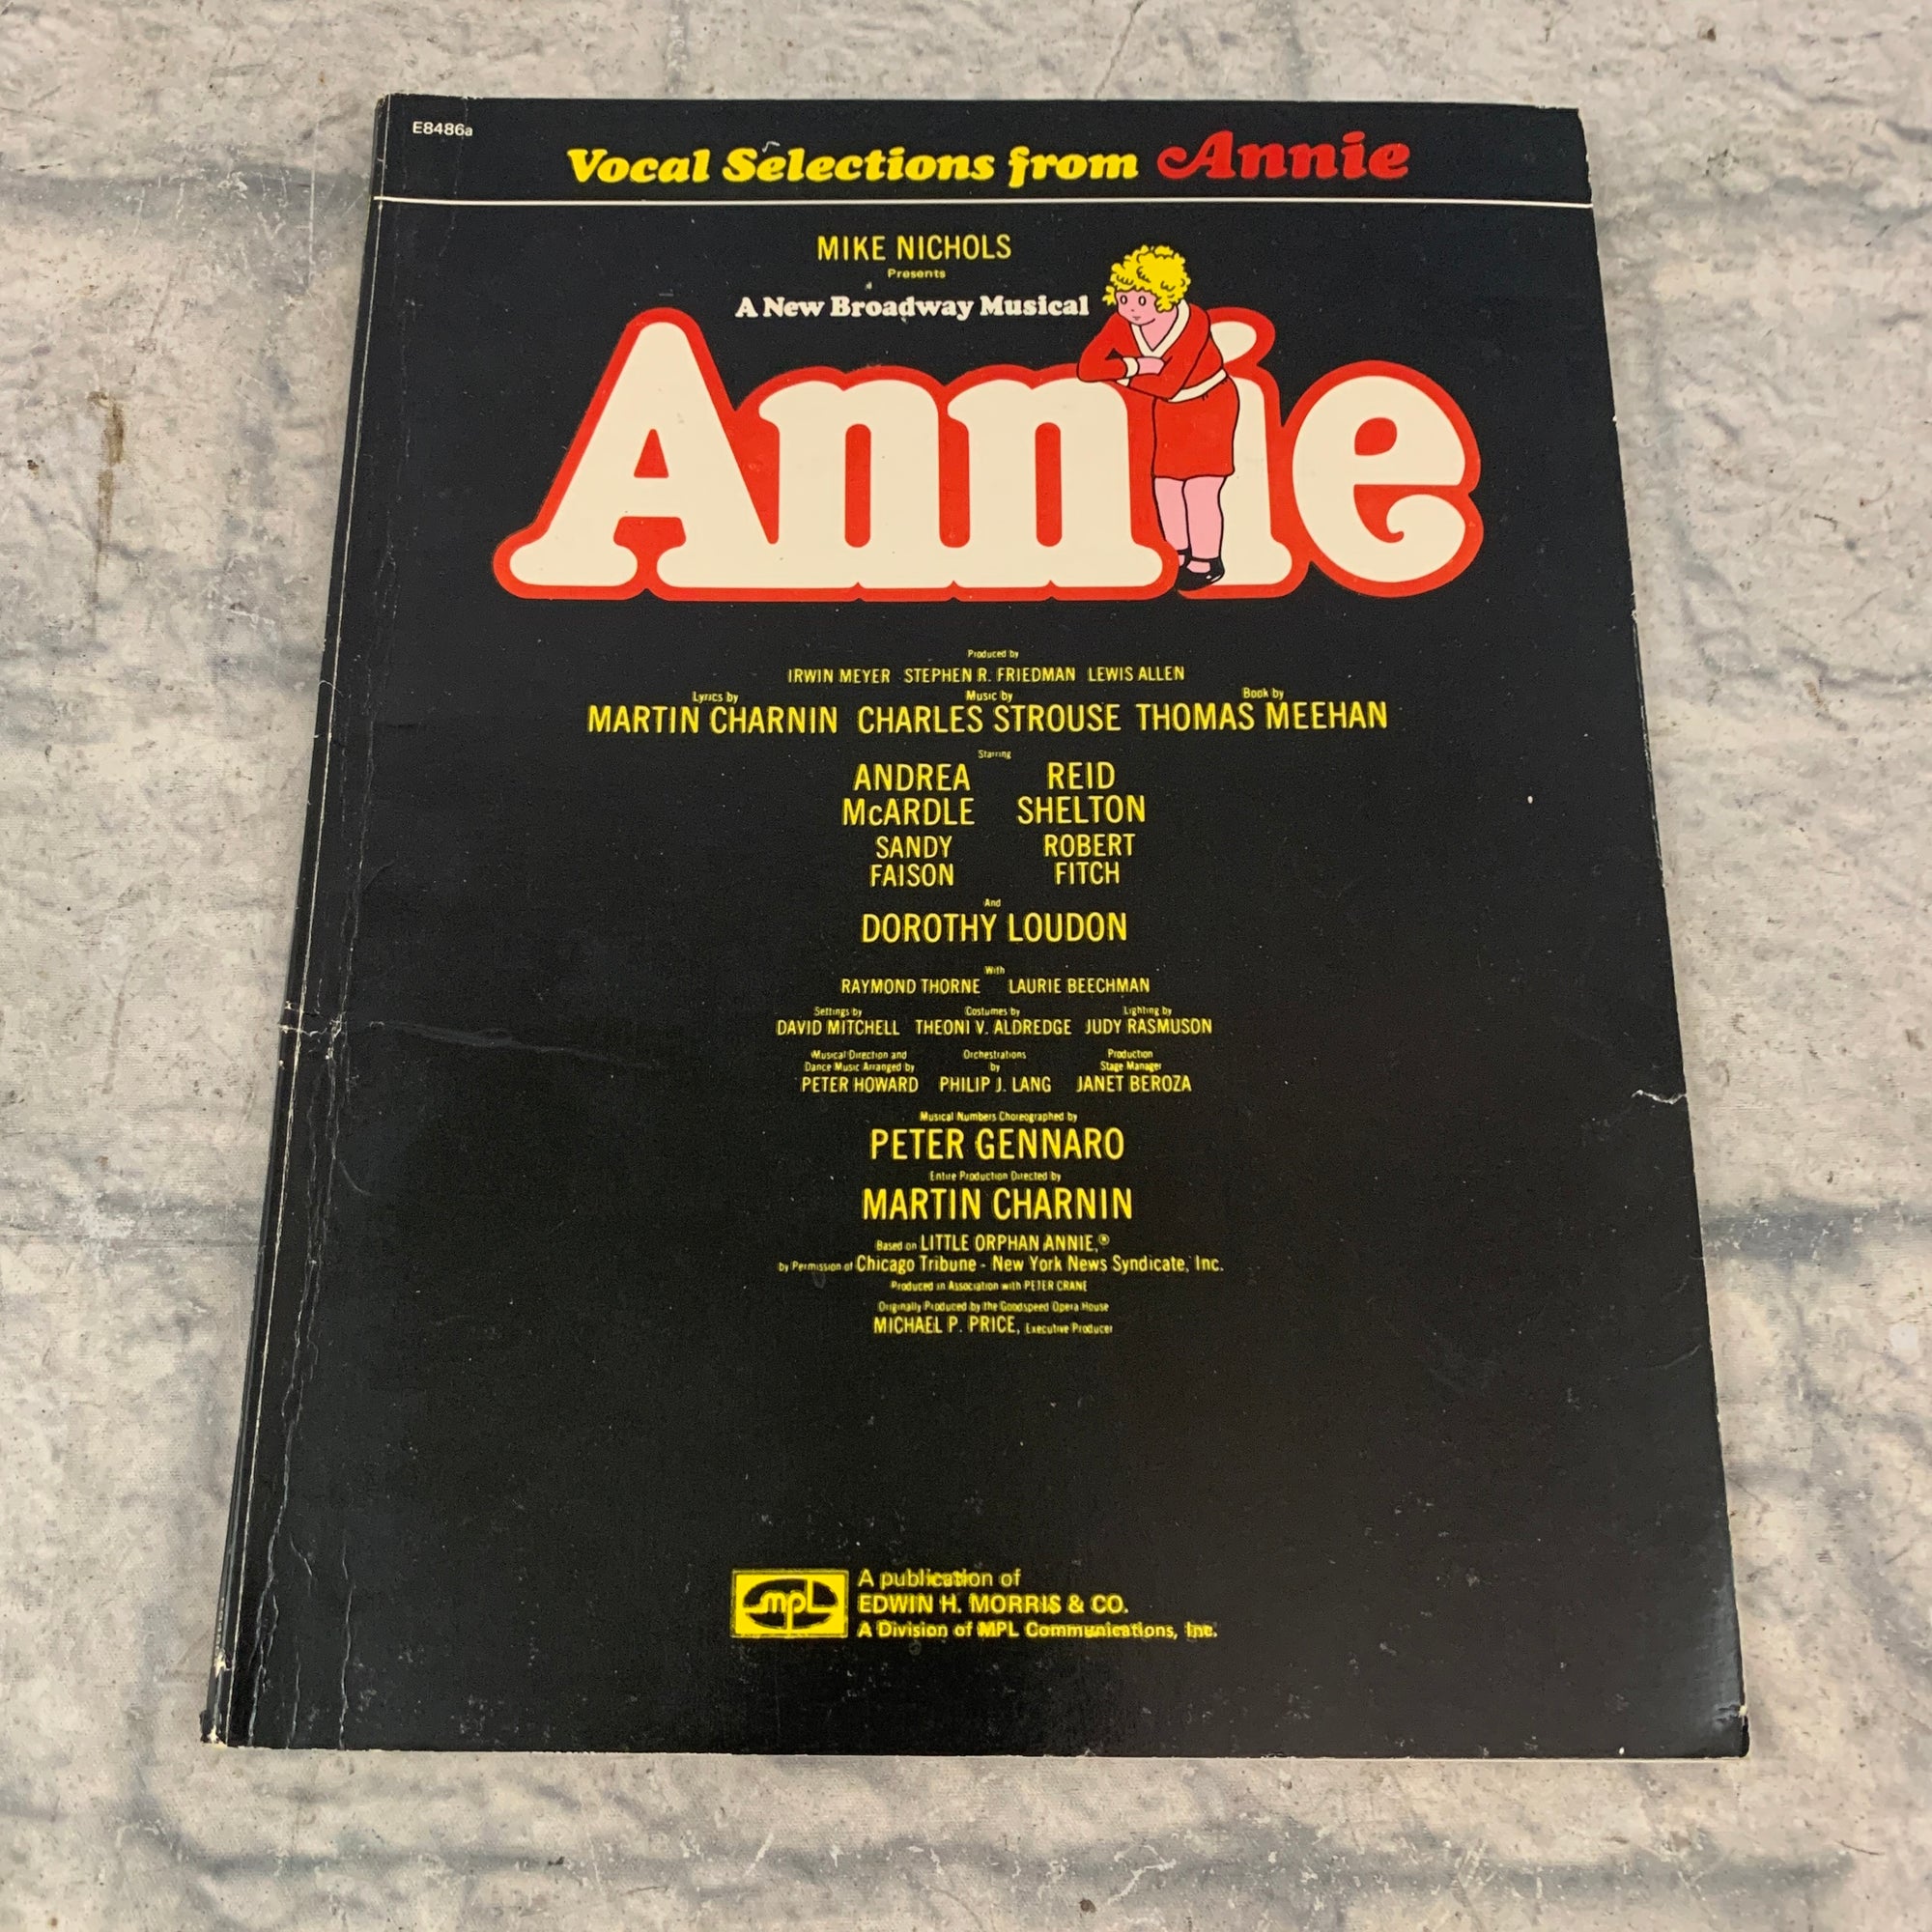 E8486a
Vocal Selections from Annie
MIKE NICHOLS
Presents
A New Broadway Musical
Annie
Produced by
IRWIN MEYER STEPHEN R. FRIEDMAN LEWIS ALLEN
Lyrics by Music by Book by
MARTIN CHARNIN CHARLES STROUSE THOMAS MEEHAN
Starring
ANDREA REID
McARDLE SHELTON
SANDY ROBERT
FAISON FITCH
And
DOROTHY LOUDON
With
RAYMOND THORNE LAURIE BEECHMAN
Settings by Costumes by Lighting by
DAVID MITCHELL THEONI V. ALDREDGE JUDY RASMUSON
Musical Direction and Orchestrations Production
Dance Music Arranged by by Stage Manager
PETER HOWARD PHILIP J. LANG JANET BEROZA
Musical Numbers Choreographed by
PETER GENNARO
Entire Production Directed by
MARTIN CHARNIN
Based on LITTLE ORPHAN ANNIE,®
by Permission of Chicago Tribune - New York News Syndicate, Inc.
Produced in Association with PETER CRANE
Originally Produced by the Goodspeed Opera House
MICHAEL P. PRICE, Executive Producer
mpl
A publication of
EDWIN H. MORRIS & CO.
A Division of MPL Communications, Inc.